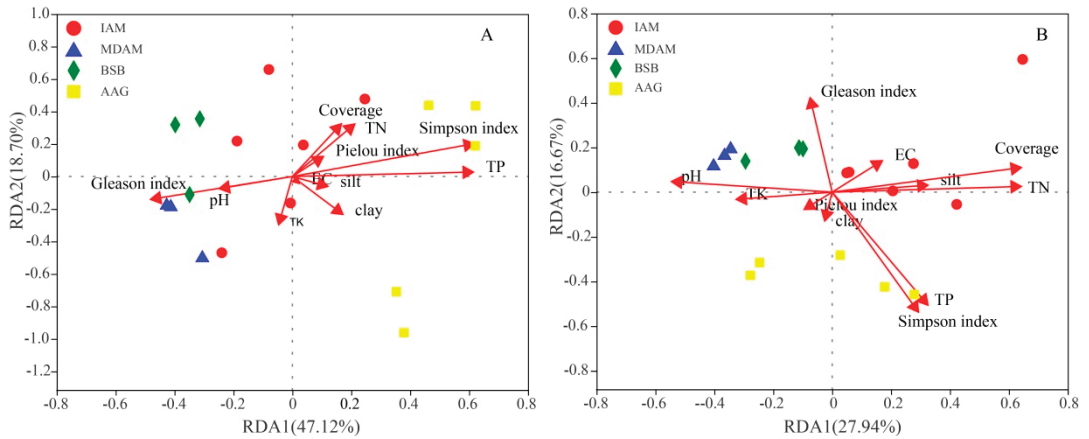 A
IAM
MDAM
BSB
AAG
Coverage
TN
Simpson index
Pielou index
TP
EC
silt
Gleason index
pH
clay
TK
RDA2(18.70%)
1.0
0.8
0.6
0.4
0.2
0
-0.2
-0.4
-0.6
-0.8
-1.0
-1.2
-0.8
-0.6
-0.4
-0.2
0
0.2
0.4
0.6
0.8
RDA1(47.12%)
B
IAM
MDAM
BSB
AAG
Gleason index
EC
Coverage
pH
silt
TN
TK
Pielou index
clay
TP
Simpson index
RDA2(16.67%)
0.8
0.4
0.2
0
-0.2
-0.4
-0.6
-0.8
-0.8
-0.6
--0.4
-0.2
0
0.2
0.4
0.6
0.8
RDA1(27.94%)